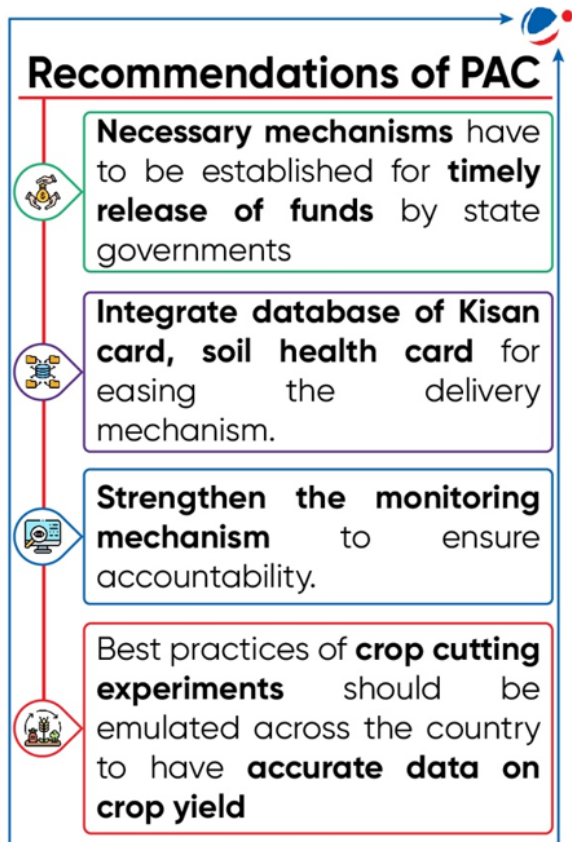 Recommendations of PAC
Necessary mechanisms have
to be established for timely
release of funds by state
governments
Integrate database of Kisan
card, soil health card for
easing the delivery
mechanism.
Strengthen the monitoring
mechanism to ensure
accountability.
Best practices of crop cutting
experiments should be
emulated across the country
to have accurate data on
crop yield